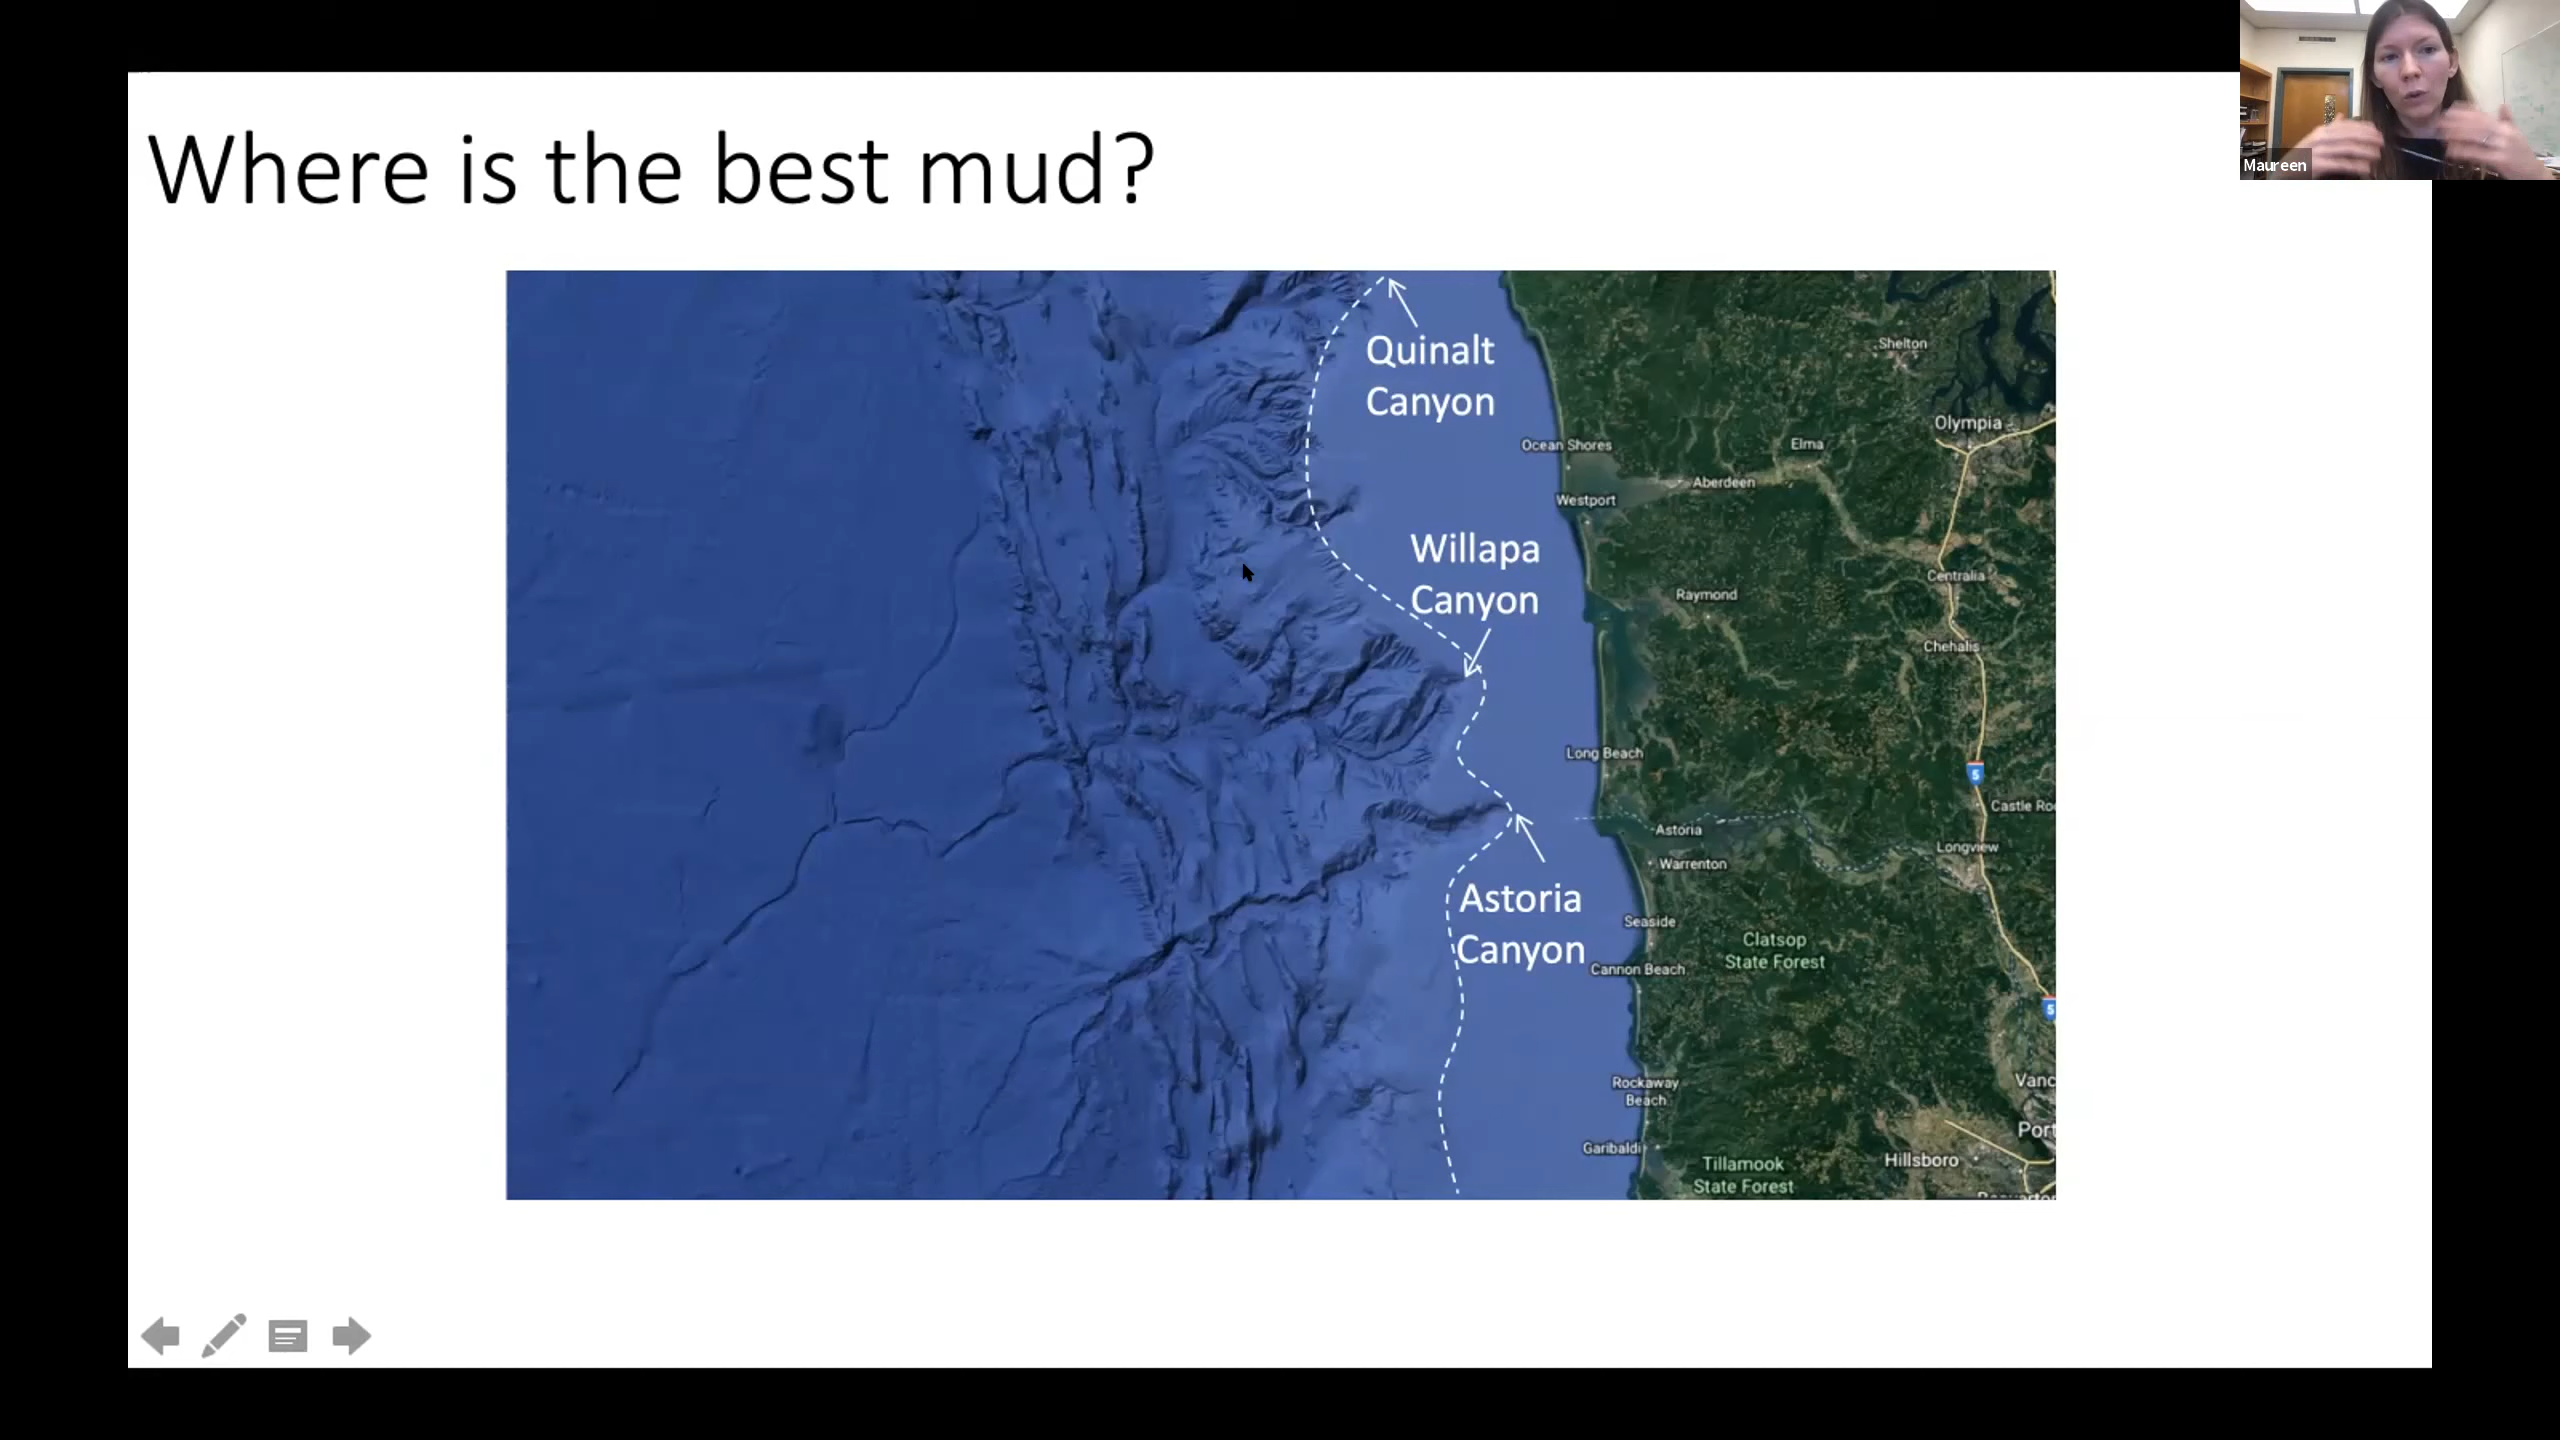 Maureen
Where is the best mud?
Quinalt
Canyon
Shelton
Olympia
Ocean Shores
Elma
Aberdeen
Westport
Willapa
Canyon
Centralia
Raymond
Chehalis
Long Beach
5
Castle Ro
Astoria
Longview
Warrenton
Astoria
Canyon
Seaside
Clatsop
State Forest
Cannon Beach
5
Rockaway
Beach
Vanc
Port
Garibaldi
Hillsboro
Tillamook
State Forest